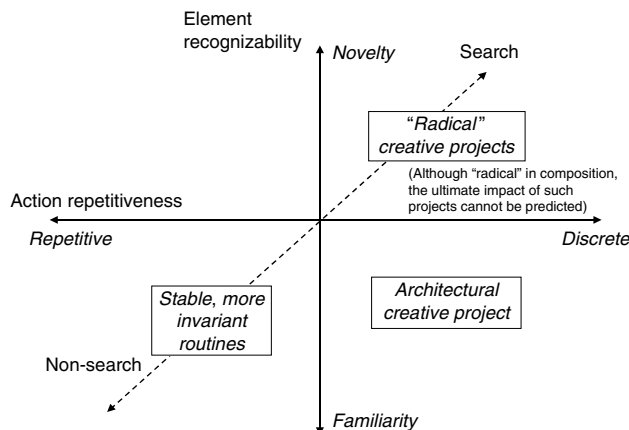 Element
recognizability
Novelty
Search
“Radical”
creative projects
(Although “radical” in composition,
the ultimate impact of such
projects cannot be predicted)
Action repetitiveness
Repetitive
Discrete
Stable, more
invariant
routines
Architectural
creative project
Non-search
Familiarity